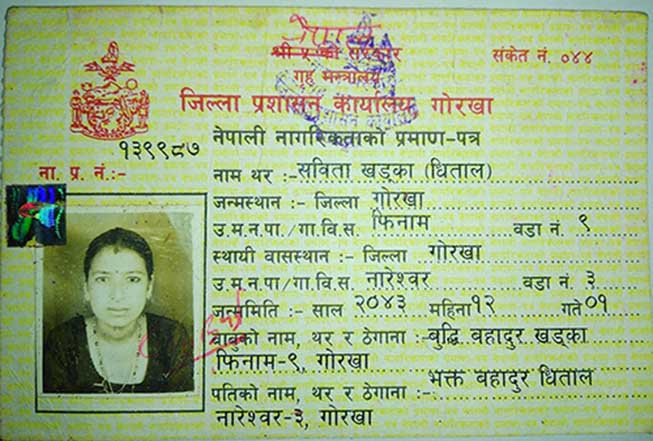 नेपाल
श्री ५ को सरकार
संकेत नं. ०४४
गृह मन्त्रालय
जिल्ला प्रशासन कार्यालय, गोरखा
१३९९८७
नेपाली नागरिकताको प्रमाण-पत्र
ना. प्र. नं.:-
नाम थर :-सविता खड्का (धिताल)
जन्मस्थान :- जिल्ला गोरखा
उ.म.न.पा./गा.वि.स. फिनाम वडा नं. ९
स्थायी वासस्थान :- जिल्ला गोरखा
उ.म.न.पा./गा.वि.स. नारेश्वर वडा नं. ३
जन्ममिति :- साल २०४३ महिना १२ गते ०१
बाबुको नाम, थर र ठेगाना :-बुद्धि बहादुर खड्का
फिनाम-९, गोरखा
पतिको नाम, थर र ठेगाना :-भक्त बहादुर धिताल
नारेश्वर-३, गोरखा